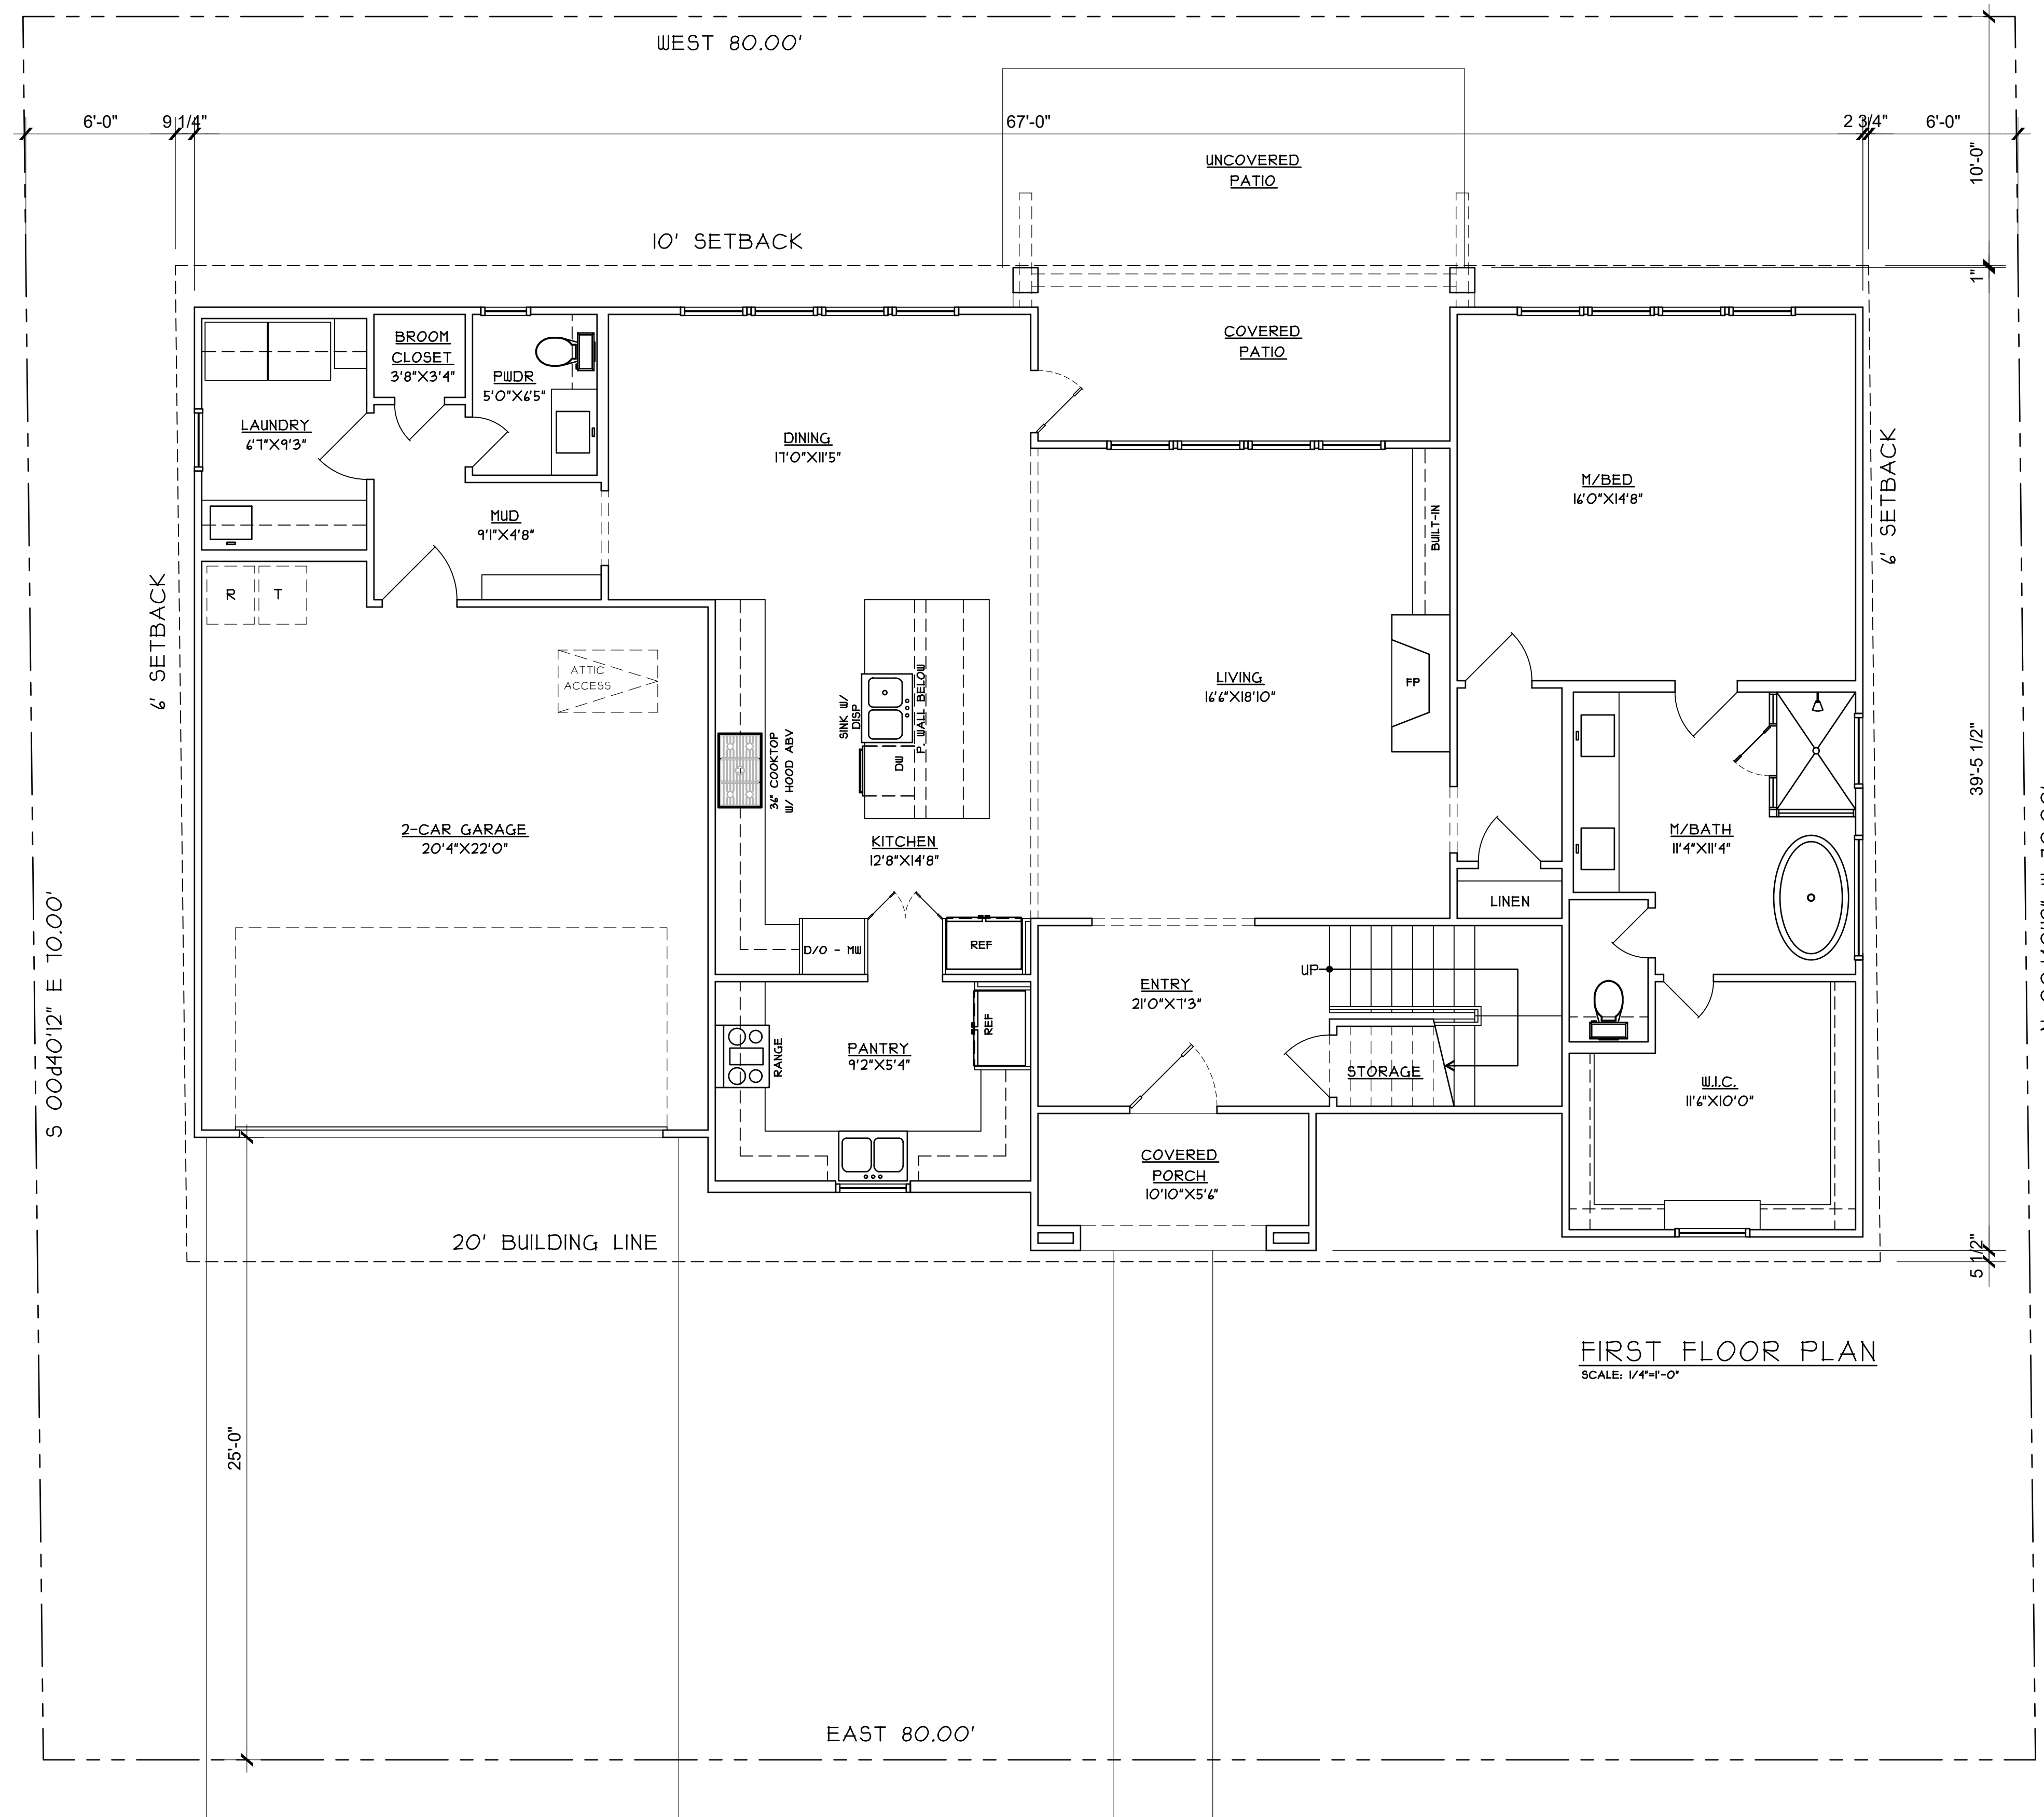 WEST 80.00'
6'-0"
9 1/4"
67'-0"
2 3/4"
6'-0"
10'-0"
UNCOVERED
PATIO
10' SETBACK
1"
BROOM
CLOSET
3'8"X3'4"
PWDR
5'0"X6'5"
COVERED
PATIO
LAUNDRY
6'7"X9'3"
DINING
17'0"X11'5"
M/BED
16'0"X14'8"
6' SETBACK
MUD
9'1"X4'8"
BUILT-IN
R
T
6' SETBACK
ATTIC
ACCESS
SINK W/
DISP
P. WALL BELOW
DW
LIVING
16'6"X18'10"
FP
36" COOKTOP
W/ HOOD ABV
39'-5 1/2"
2-CAR GARAGE
20'4"X22'0"
KITCHEN
12'8"X14'8"
M/BATH
11'4"X11'4"
LINEN
D/O - MW
REF
UP
ENTRY
21'0"X7'3"
S 00d40'12" E 70.00'
REF
RANGE
PANTRY
9'2"X5'4"
STORAGE
W.I.C.
11'6"X10'0"
COVERED
PORCH
10'10"X5'6"
20' BUILDING LINE
5 1/2"
FIRST FLOOR PLAN
SCALE: 1/4"=1'-0"
25'-0"
EAST 80.00'